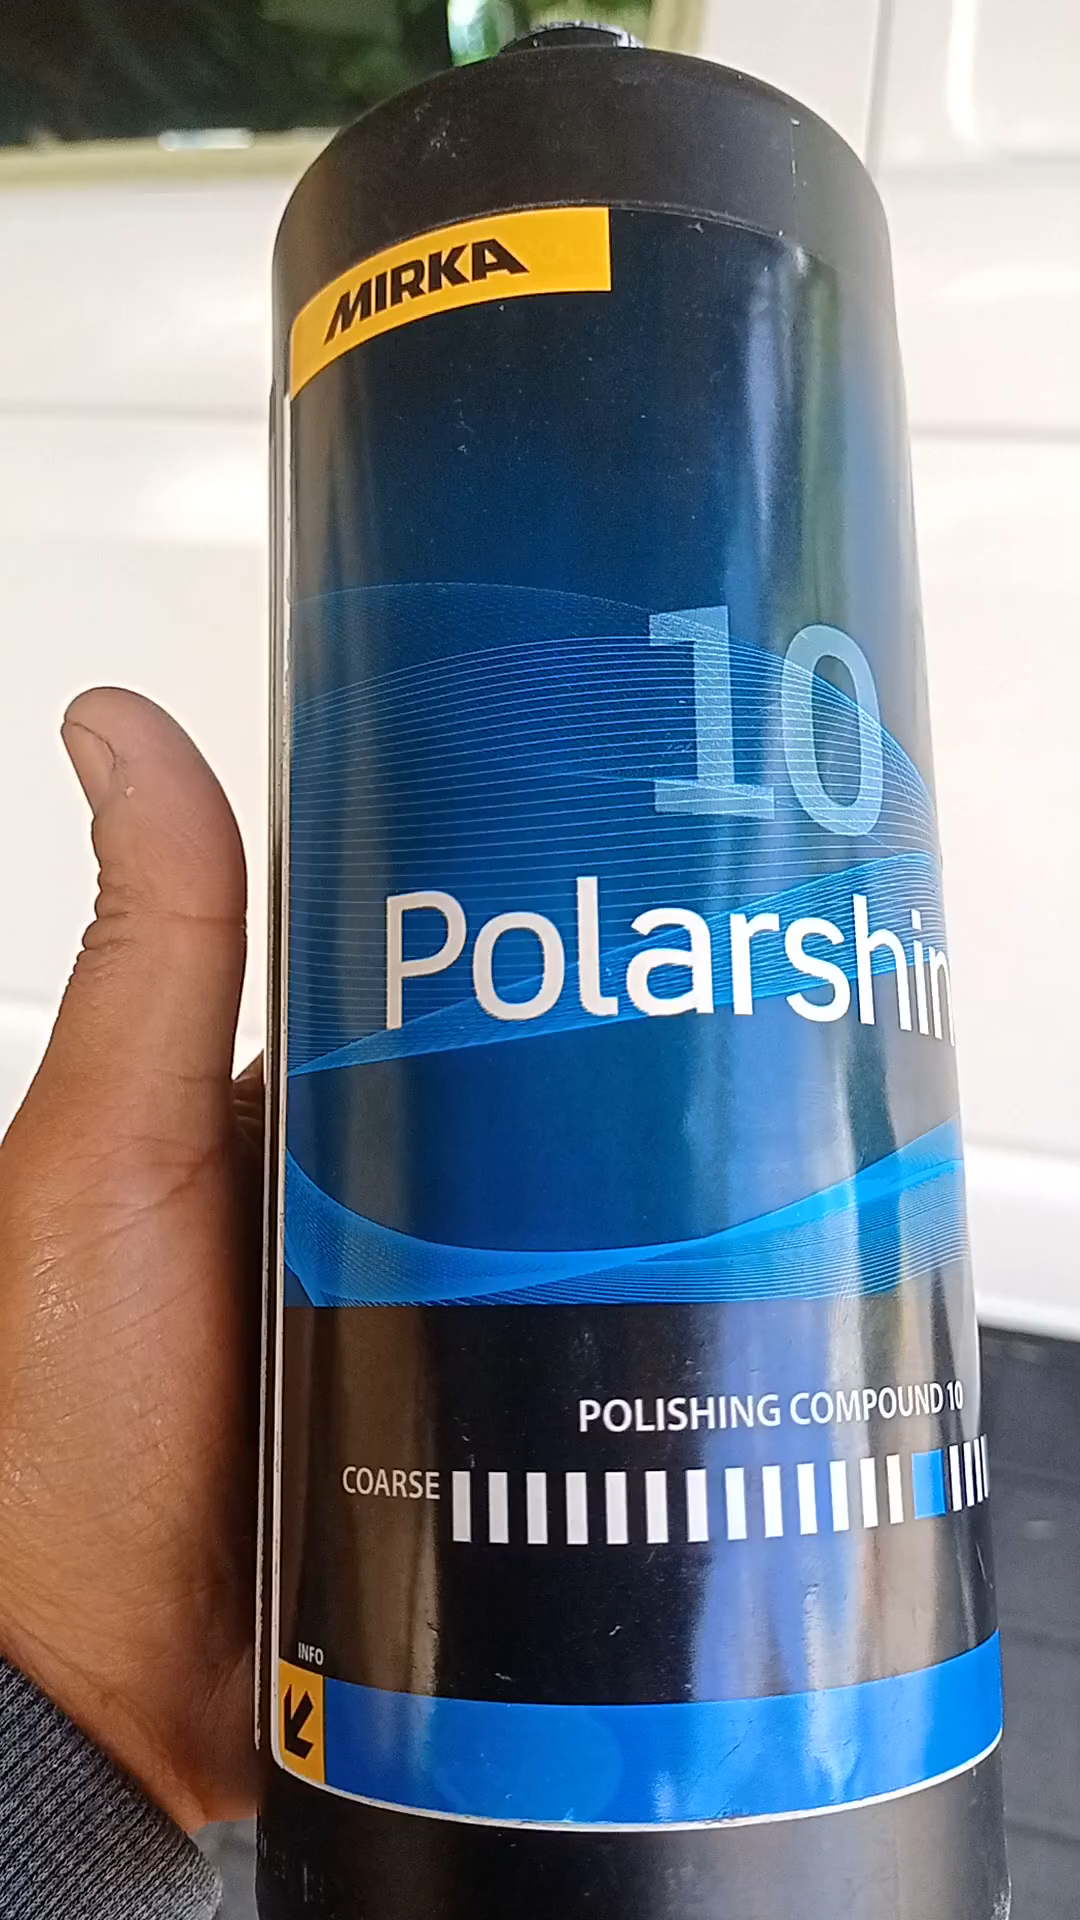 MIRKA
10
Polarshin
POLISHING COMPOUND 10
COARSE
INFO